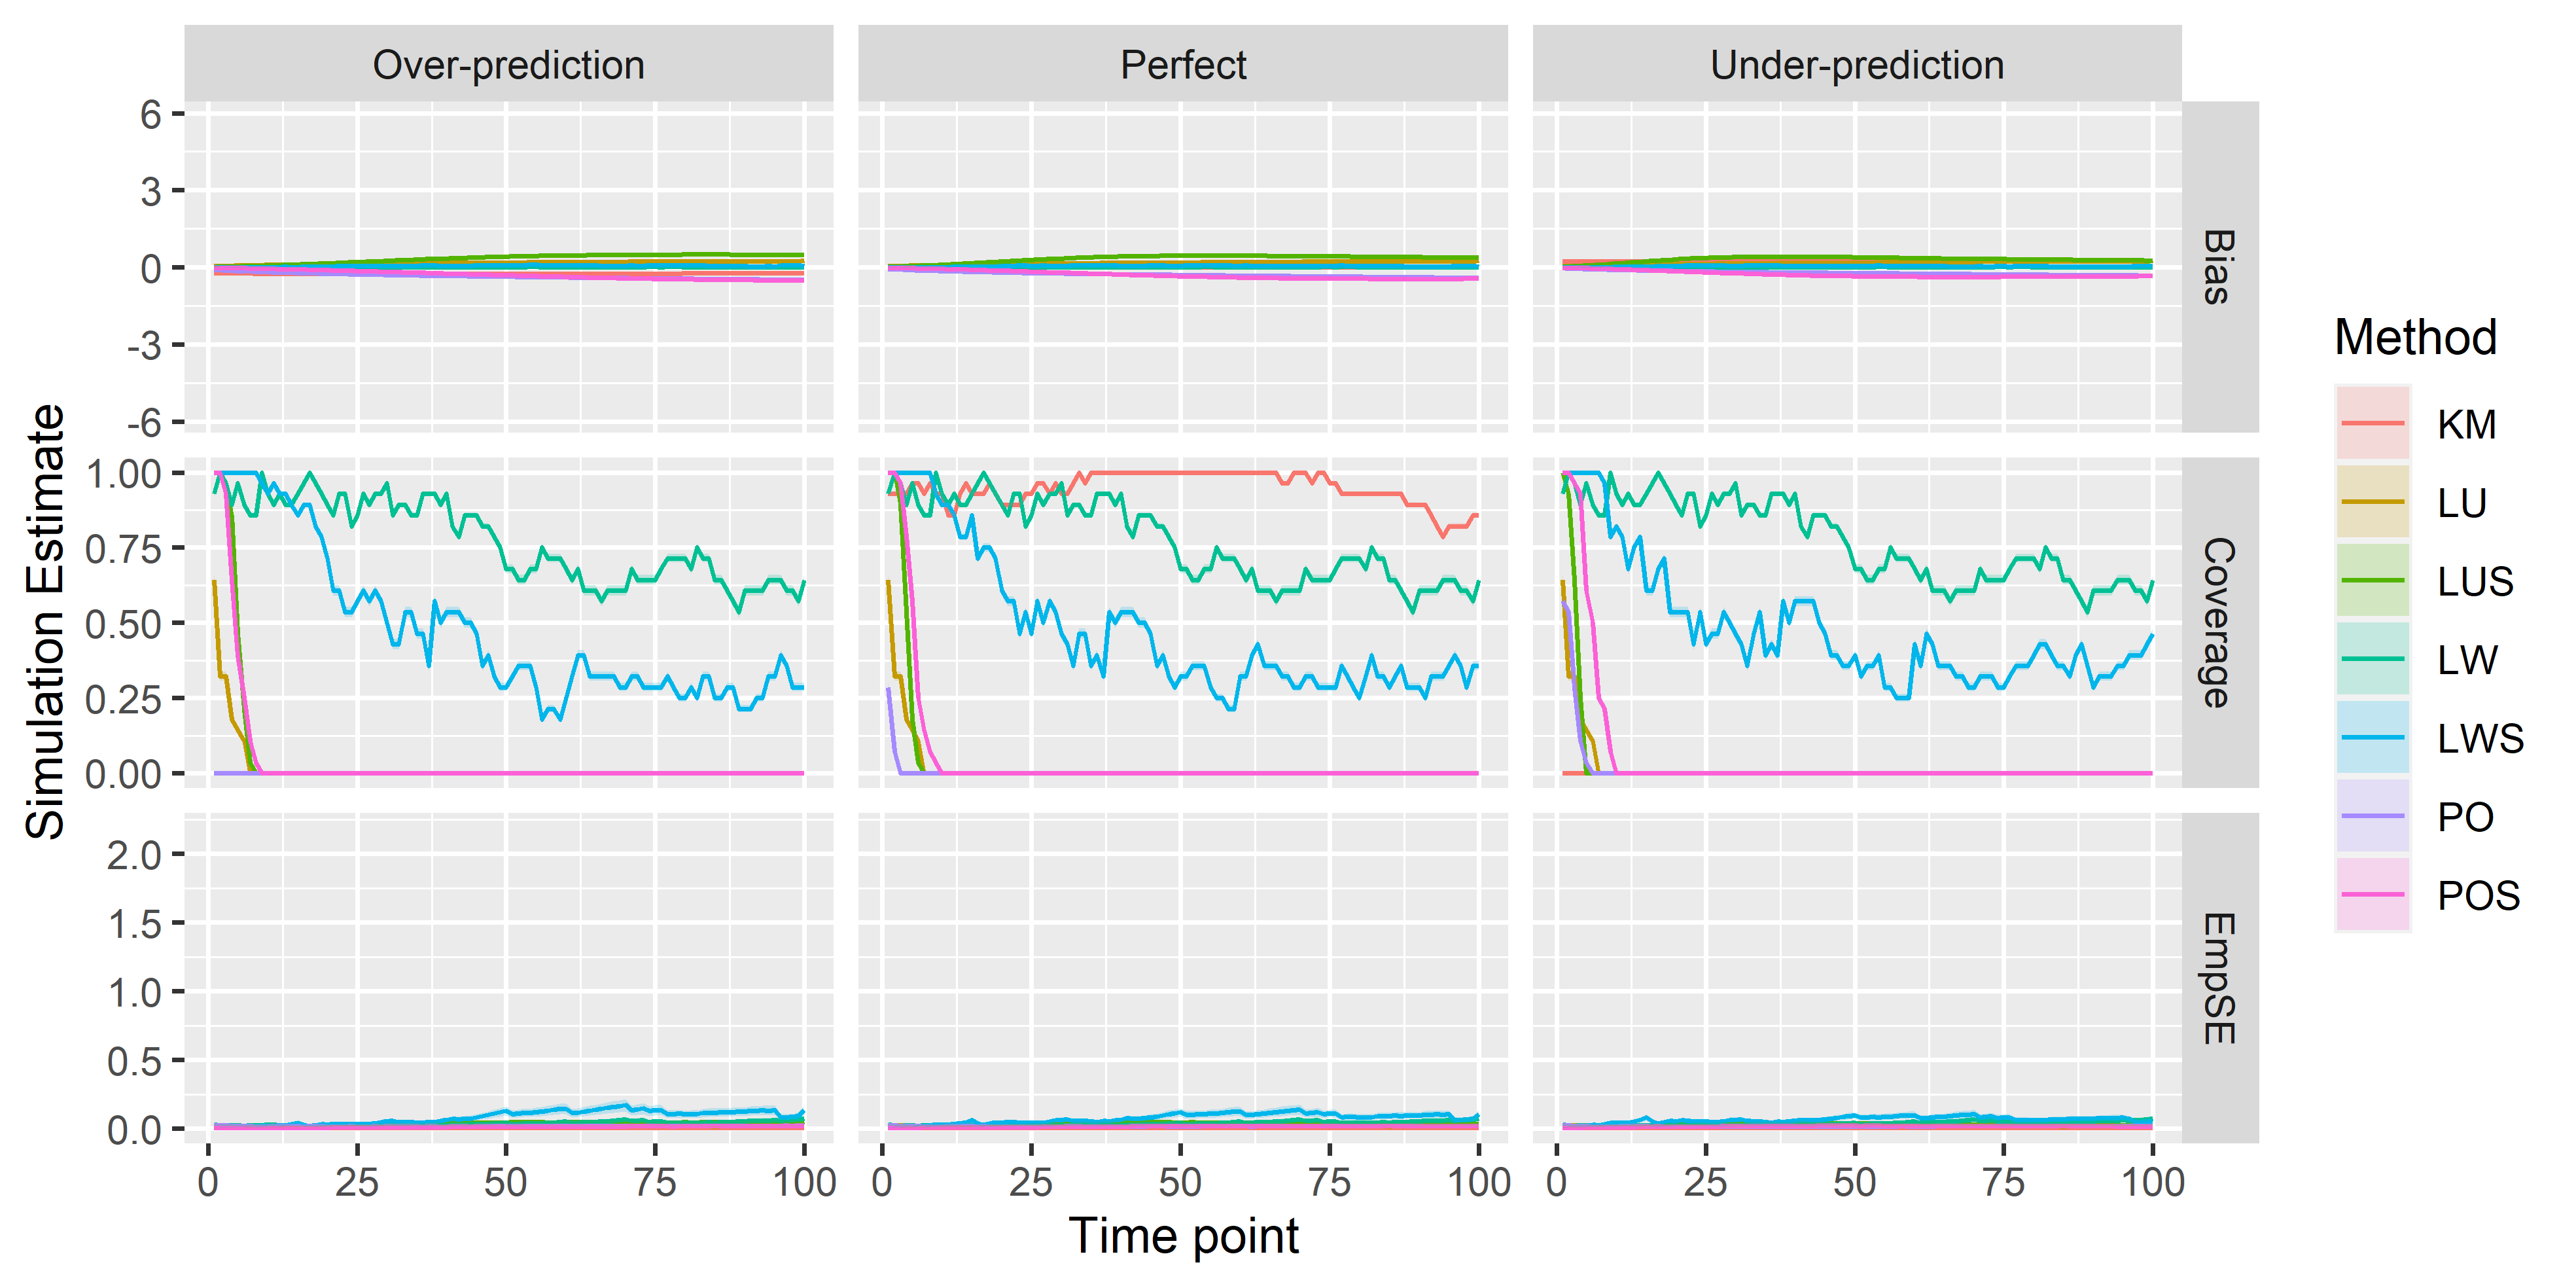 Over-prediction
Perfect
Under-prediction
6
3
0
-3
-6
Bias
1.00
0.75
0.50
0.25
0.00
Coverage
2.0
1.5
1.0
0.5
0.0
EmpSE
0 25 50 75 100
0 25 50 75 100
0 25 50 75 100
Time point
Simulation Estimate
Method
KM
LU
LUS
LW
LWS
PO
POS